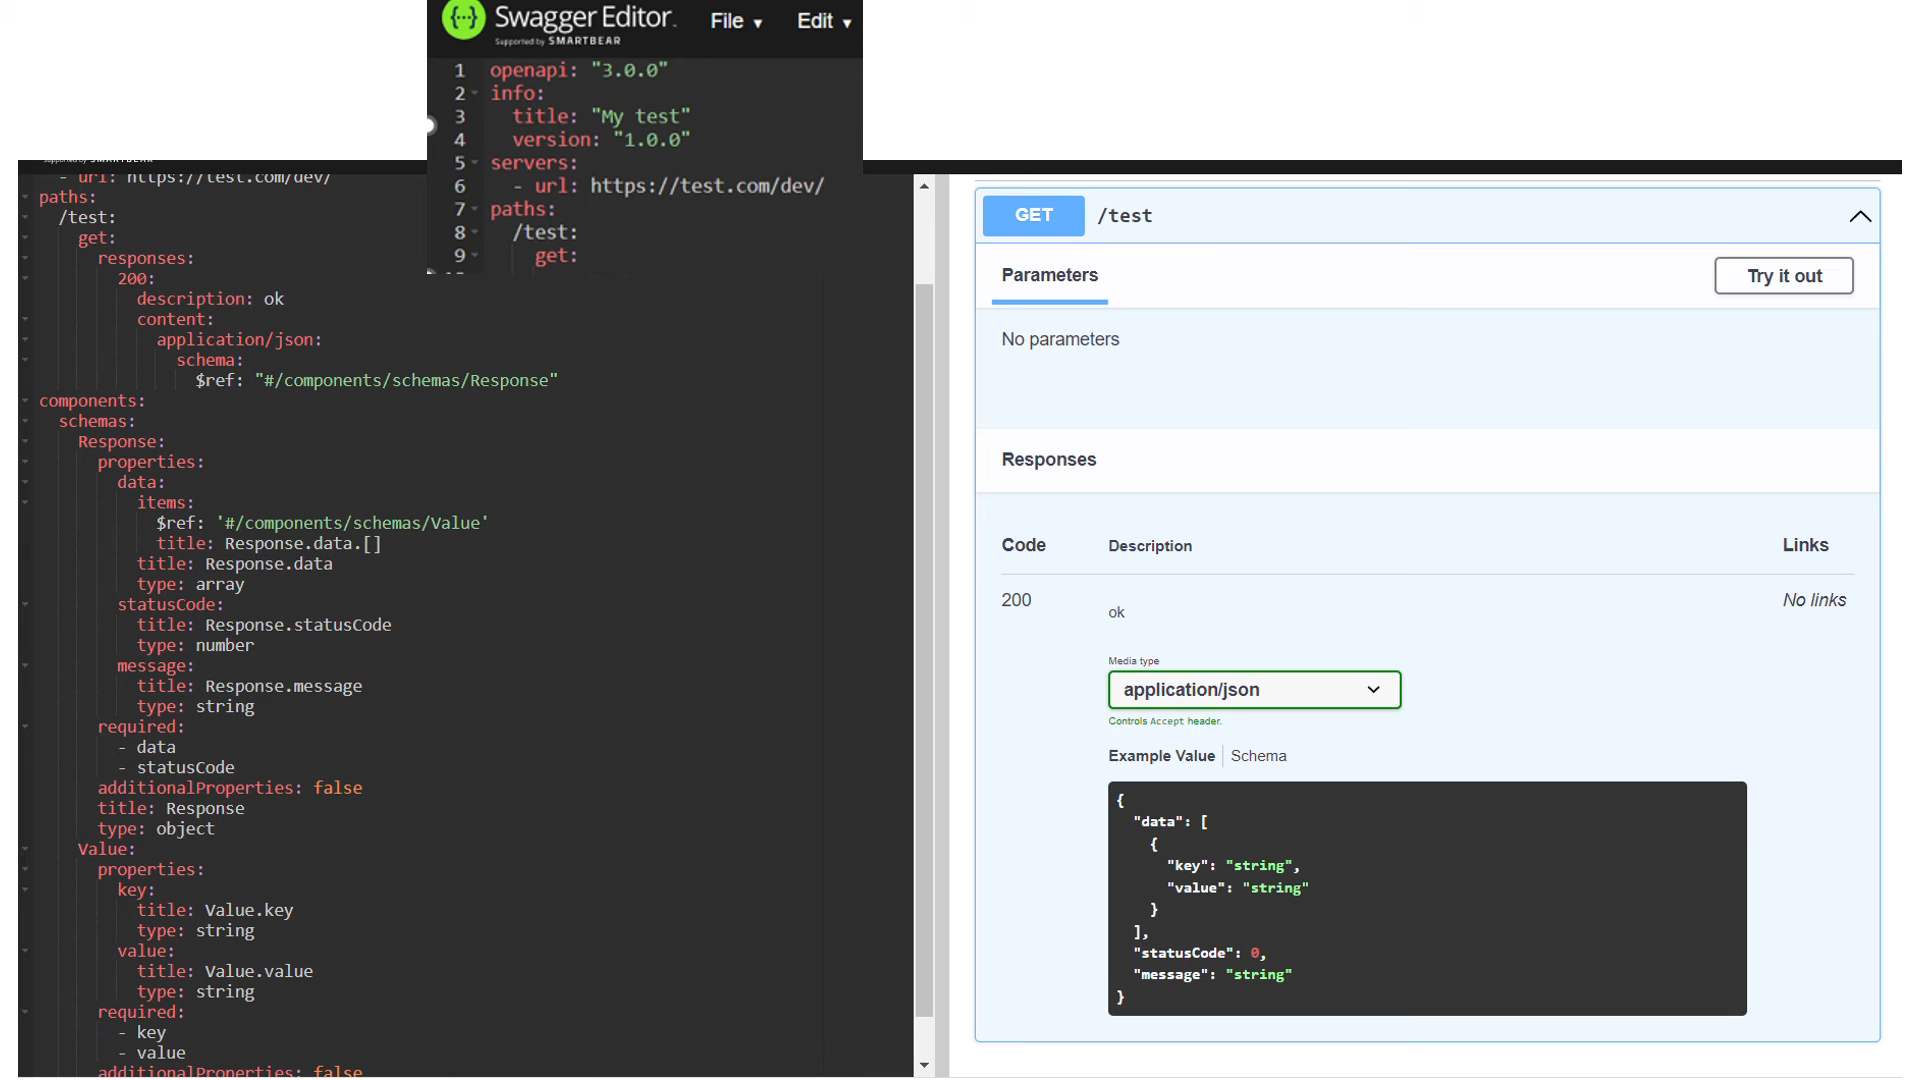 Swagger Editor.
Supported by SMARTBEAR
File
Edit
1 openapi: "3.0.0"
2 info:
3 title: "My test"
4 version: "1.0.0"
5 servers:
6 - url: https://test.com/dev/
7 paths:
8 /test:
9 get:
- url: https://test.com/dev/
paths:
/test:
get:
responses:
200:
description: ok
content:
application/json:
schema:
$ref: "#/components/schemas/Response"
components:
schemas:
Response:
properties:
data:
items:
$ref: '#/components/schemas/Value'
title: Response.data.[]
title: Response.data
type: array
statusCode:
title: Response.statusCode
type: number
message:
title: Response.message
type: string
required:
- data
- statusCode
additionalProperties: false
title: Response
type: object
Value:
properties:
key:
title: Value.key
type: string
value:
title: Value.value
type: string
required:
- key
- value
additionalProperties: false
GET /test
Parameters
Try it out
No parameters
Responses
Code Description Links
200 ok No links
Media type
application/json
Controls Accept header.
Example Value Schema
{
"data": [
{
"key": "string",
"value": "string"
}
],
"statusCode": 0,
"message": "string"
}